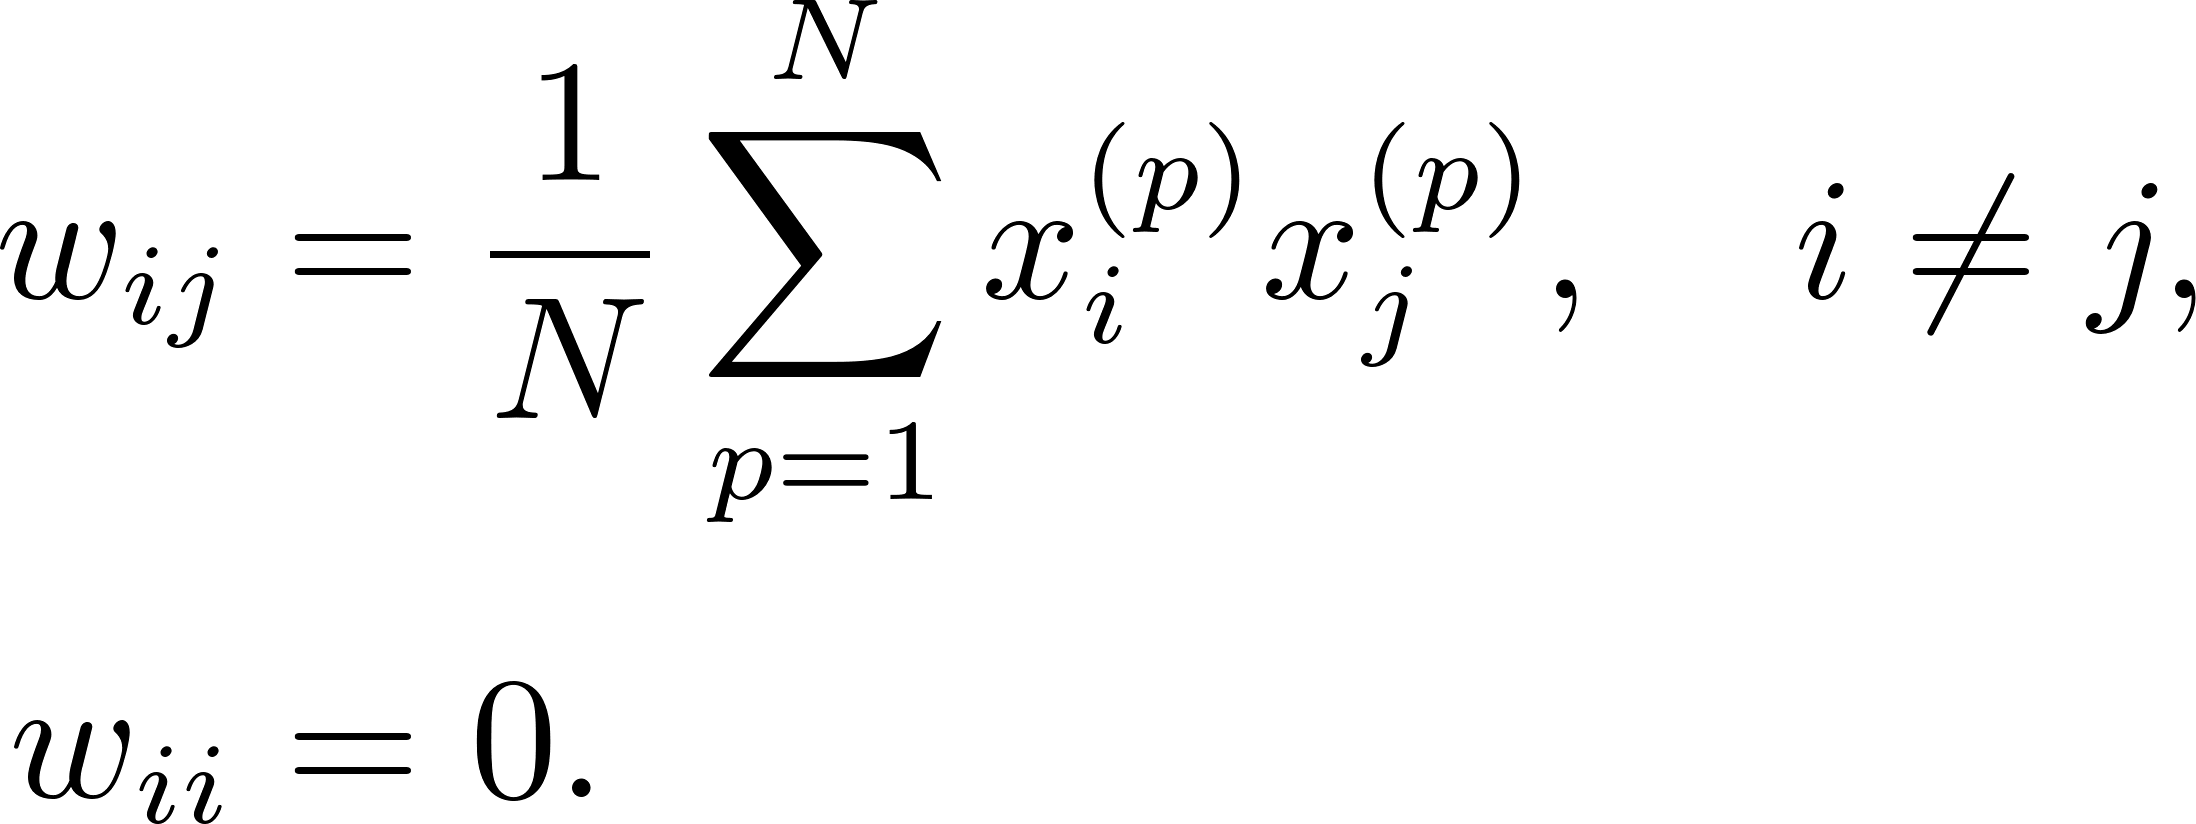 w_{ij} = \frac{1}{N} \sum_{p=1}^{N} x_i^{(p)} x_j^{(p)}, \quad i \neq j,
w_{ii} = 0.